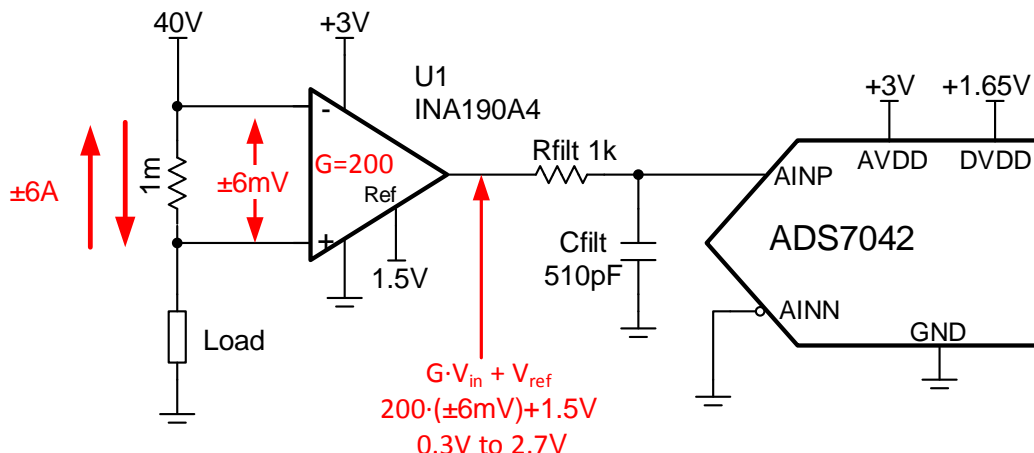 40V
+3V
U1
INA190A4
+3V
+1.65V
-
G=200
Ref
+
1.5V
±6A
1m
±6mV
Rfilt 1k
Cfilt
510pF
AINP
AVDD
DVDD
ADS7042
AINN
GND
Load
G·Vin + Vref
200·(±6mV)+1.5V
0.3V to 2.7V